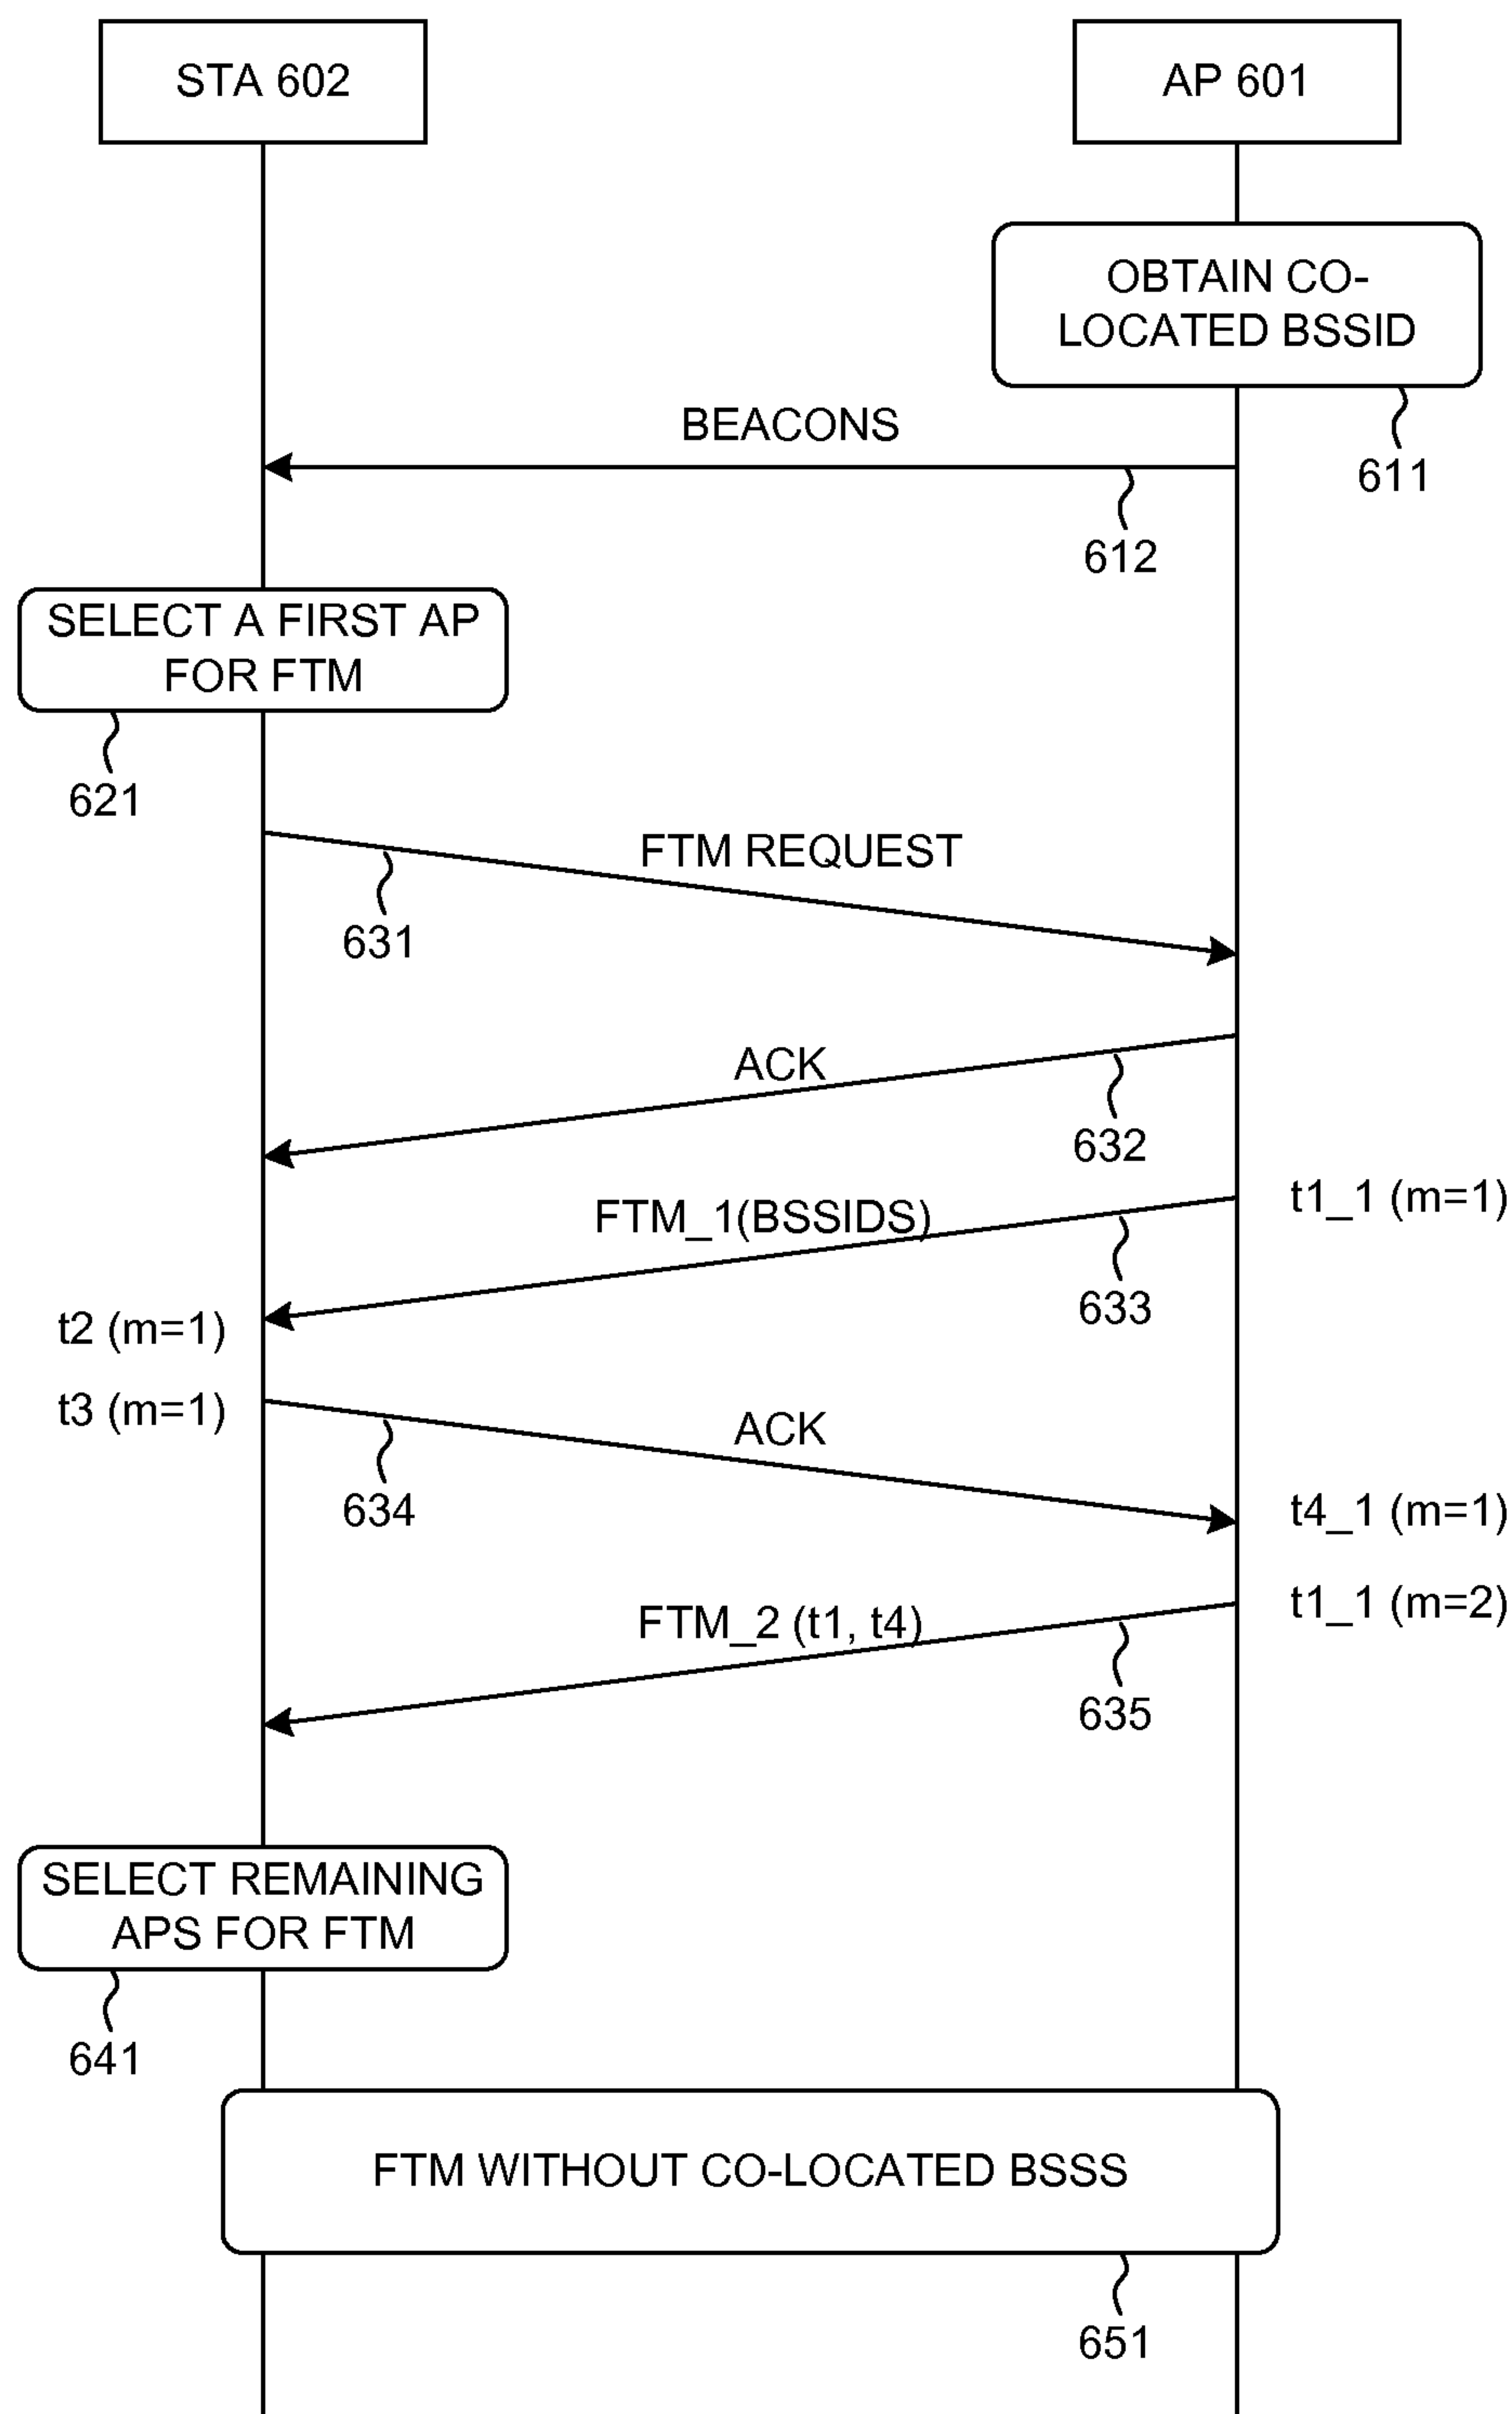 STA 602
AP 601
OBTAIN CO-
LOCATED BSSID
611
BEACONS
612
SELECT A FIRST AP
FOR FTM
621
FTM REQUEST
631
ACK
632
FTM_1(BSSIDS)
t1_1 (m=1)
633
t2 (m=1)
t3 (m=1)
ACK
634
t4_1 (m=1)
t1_1 (m=2)
FTM_2 (t1, t4)
635
SELECT REMAINING
APS FOR FTM
641
FTM WITHOUT CO-LOCATED BSSS
651